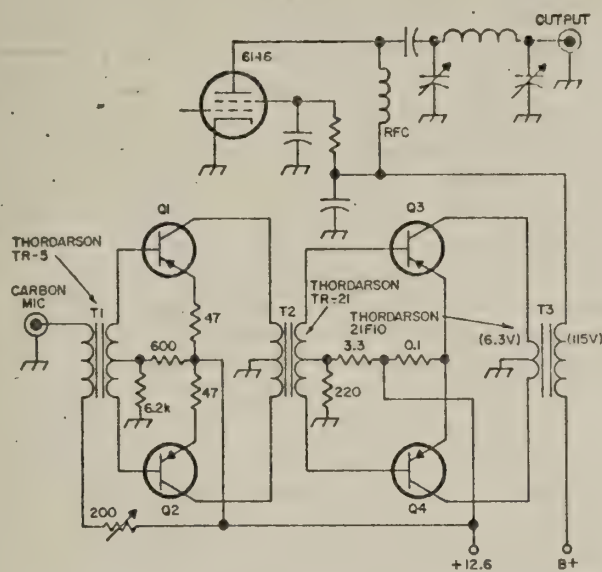 OUTPUT
6146
RFC
Q1
Q3
THORDARSON
TR-5
THORDARSON
TR-21
CARBON
MIC
T1
47
T2
THORDARSON
21F10
(6.3V)
T3
(115V)
600
3.3
0.1
6.2k
47
220
200
Q2
Q4
+12.6
B+